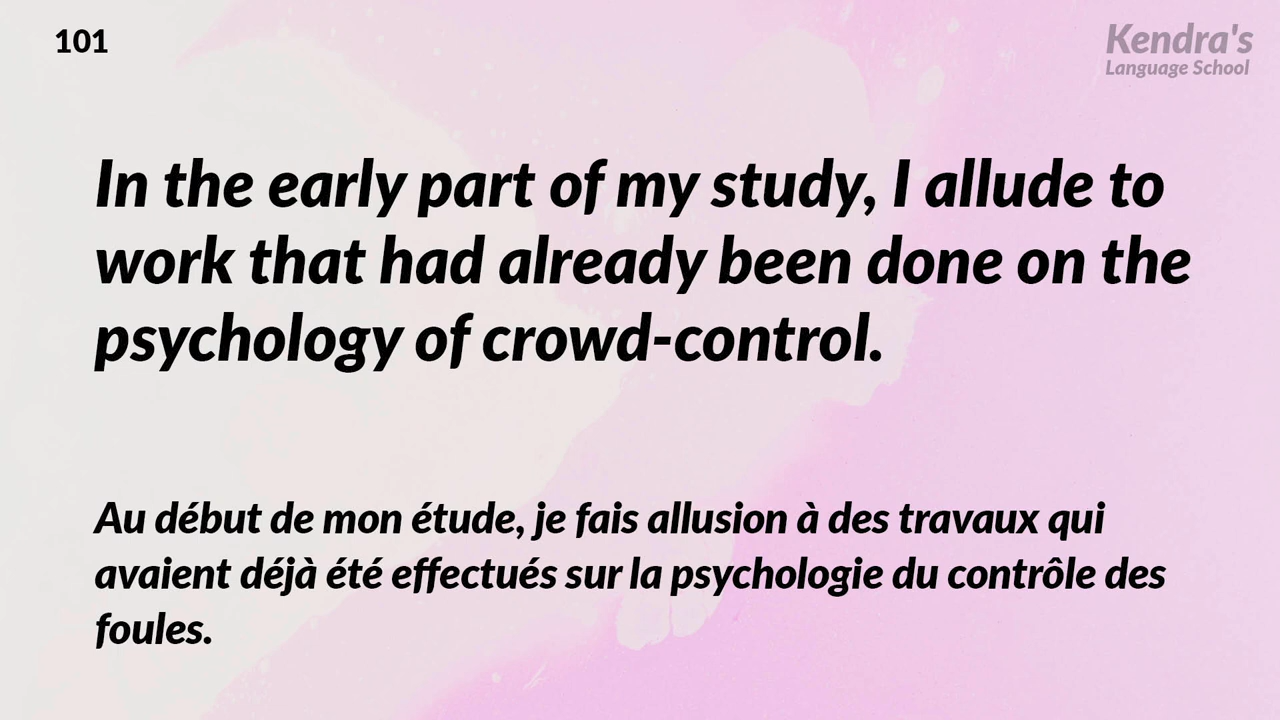 101
Kendra's
Language School
In the early part of my study, I allude to
work that had already been done on the
psychology of crowd-control.
Au début de mon étude, je fais allusion à des travaux qui
avaient déjà été effectués sur la psychologie du contrôle des
foules.